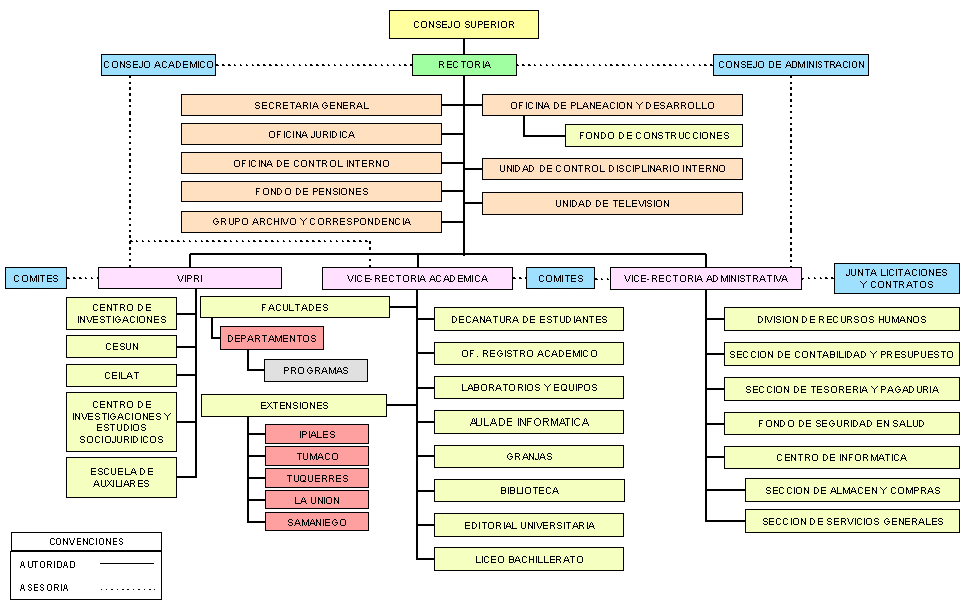 CONSEJO SUPERIOR
CONSEJO ACADEMICO
RECTORIA
CONSEJO DE ADMINISTRACION
SECRETARIA GENERAL
OFICINA DE PLANEACION Y DESARROLLO
OFICINA JURIDICA
FONDO DE CONSTRUCCIONES
OFICINA DE CONTROL INTERNO
UNIDAD DE CONTROL DISCIPLINARIO INTERNO
FONDO DE PENSIONES
UNIDAD DE TELEVISION
GRUPO ARCHIVO Y CORRESPONDENCIA
COMITES
VIPRI
VICE-RECTORIA ACADEMICA
COMITES
VICE-RECTORIA ADMINISTRATIVA
JUNTA LICITACIONES
Y CONTRATOS
CENTRO DE
INVESTIGACIONES
CESUN
CEILAT
CENTRO DE
INVESTIGACIONES Y
ESTUDIOS
SOCIOJURIDICOS
ESCUELA DE
AUXILIARES
FACULTADES
DEPARTAMENTOS
PROGRAMAS
EXTENSIONES
IPIALES
TUMACO
TUQUERRES
LA UNION
SAMANIEGO
DECANATURA DE ESTUDIANTES
OF. REGISTRO ACADEMICO
LABORATORIOS Y EQUIPOS
AULA DE INFORMATICA
GRANJAS
BIBLIOTECA
EDITORIAL UNIVERSITARIA
LICEO BACHILLERATO
DIVISION DE RECURSOS HUMANOS
SECCION DE CONTABILIDAD Y PRESUPUESTO
SECCION DE TESORERIA Y PAGADURIA
FONDO DE SEGURIDAD EN SALUD
CENTRO DE INFORMATICA
SECCION DE ALMACEN Y COMPRAS
SECCION DE SERVICIOS GENERALES
CONVENCIONES
AUTORIDAD
ASESORIA